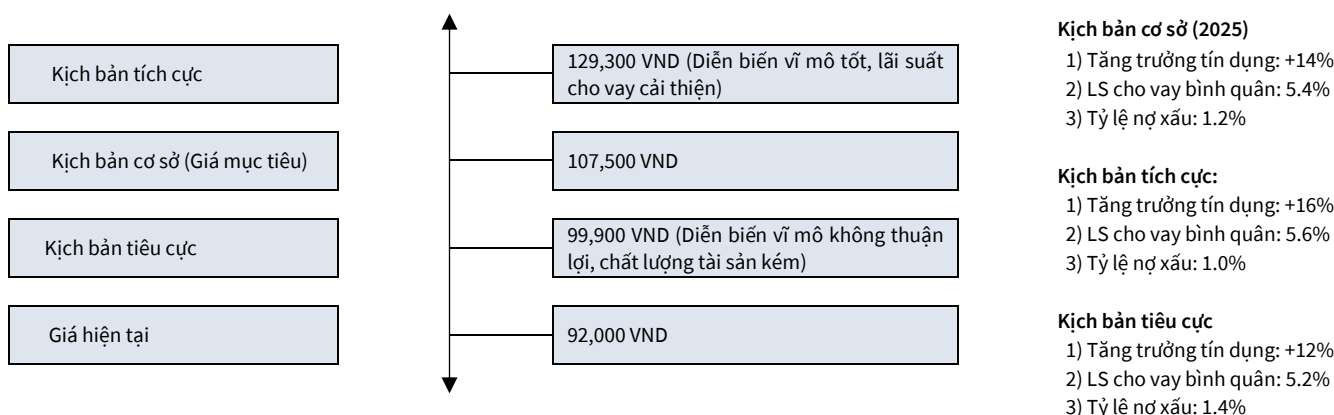 Kịch bản tích cực
129,300 VND (Diễn biến vĩ mô tốt, lãi suất
cho vay cải thiện)
Kịch bản cơ sở (Giá mục tiêu)
107,500 VND
Kịch bản tiêu cực
99,900 VND (Diễn biến vĩ mô không thuận
lợi, chất lượng tài sản kém)
Giá hiện tại
92,000 VND
Kịch bản cơ sở (2025)
1) Tăng trưởng tín dụng: +14%
2) LS cho vay bình quân: 5.4%
3) Tỷ lệ nợ xấu: 1.2%
Kịch bản tích cực:
1) Tăng trưởng tín dụng: +16%
2) LS cho vay bình quân: 5.6%
3) Tỷ lệ nợ xấu: 1.0%
Kịch bản tiêu cực
1) Tăng trưởng tín dụng: +12%
2) LS cho vay bình quân: 5.2%
3) Tỷ lệ nợ xấu: 1.4%